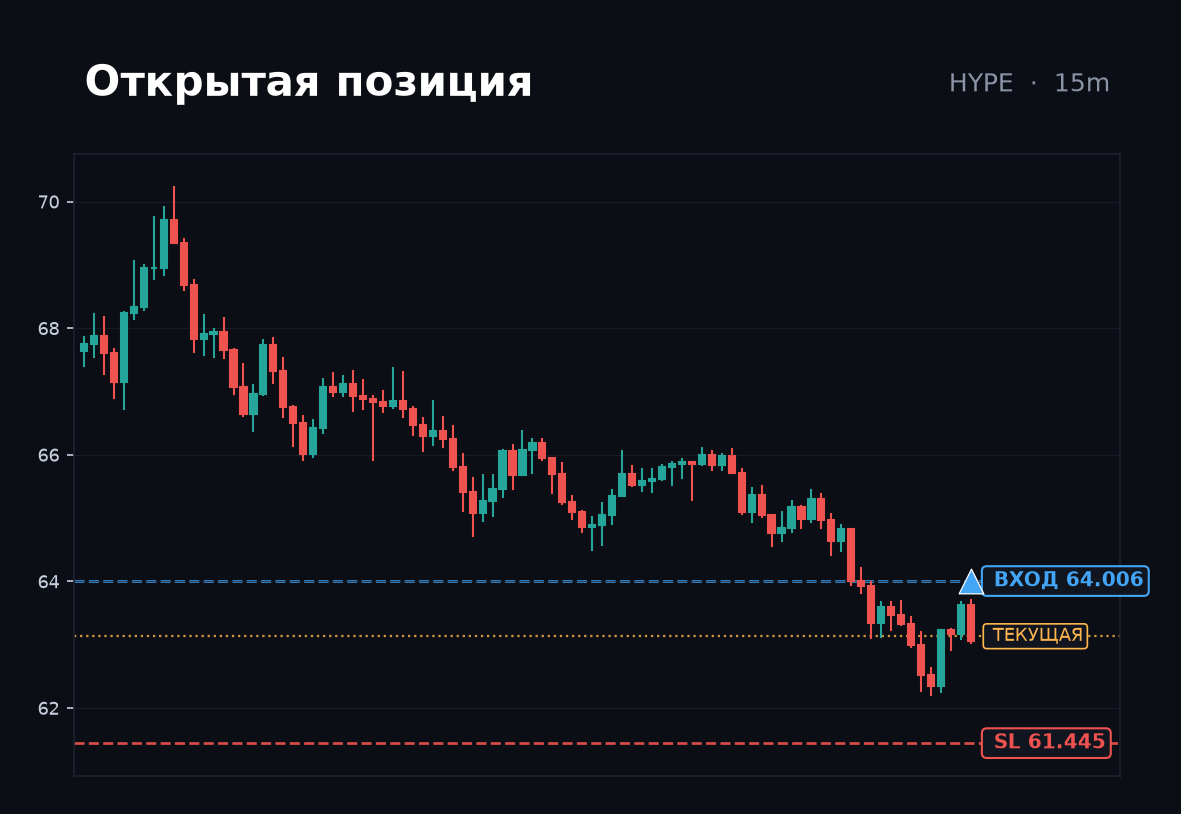 Открытая позиция
HYPE · 15m
70
68
66
64
ВХОД 64.006
ТЕКУЩАЯ
62
SL 61.445